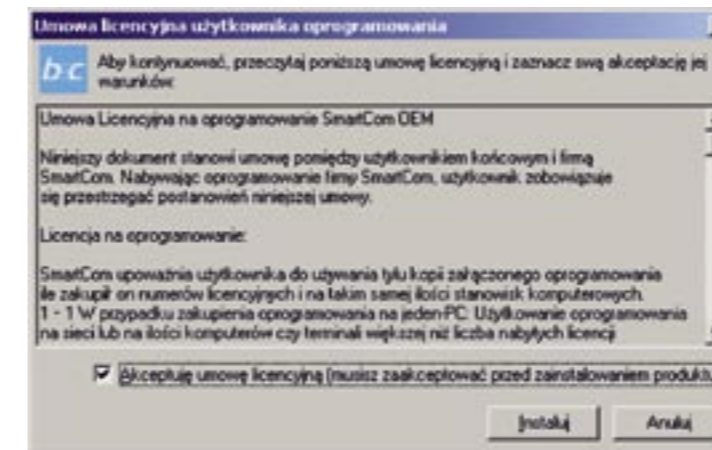 Umowa licencyjna użytkownika oprogramowania
b·c
Aby kontynuować, przeczytaj poniższą umowę licencyjną i zaznacz swą akceptację jej
warunków:
Umowa Licencyjna na oprogramowanie SmartCom OEM
Niniejszy dokument stanowi umowę pomiędzy użytkownikiem końcowym i firmą
SmartCom. Nabywając oprogramowanie firmy SmartCom, użytkownik zobowiązuje
się przestrzegać postanowień niniejszej umowy.
Licencja na oprogramowanie:
SmartCom upoważnia użytkownika do używania tylu kopii załączonego oprogramowania
ile zakupił on numerów licencyjnych i na takim samej ilości stanowisk komputerowych.
1 - 1 W przypadku zakupienia oprogramowania na jeden-PC: Użytkowanie oprogramowania
na sieci lub na ilości komputerów czy terminali większej niż liczba nabytych licencji
Akceptuję umowę licencyjną (musisz zaakceptować przed zainstalowaniem produktu
Instaluj
Anuluj